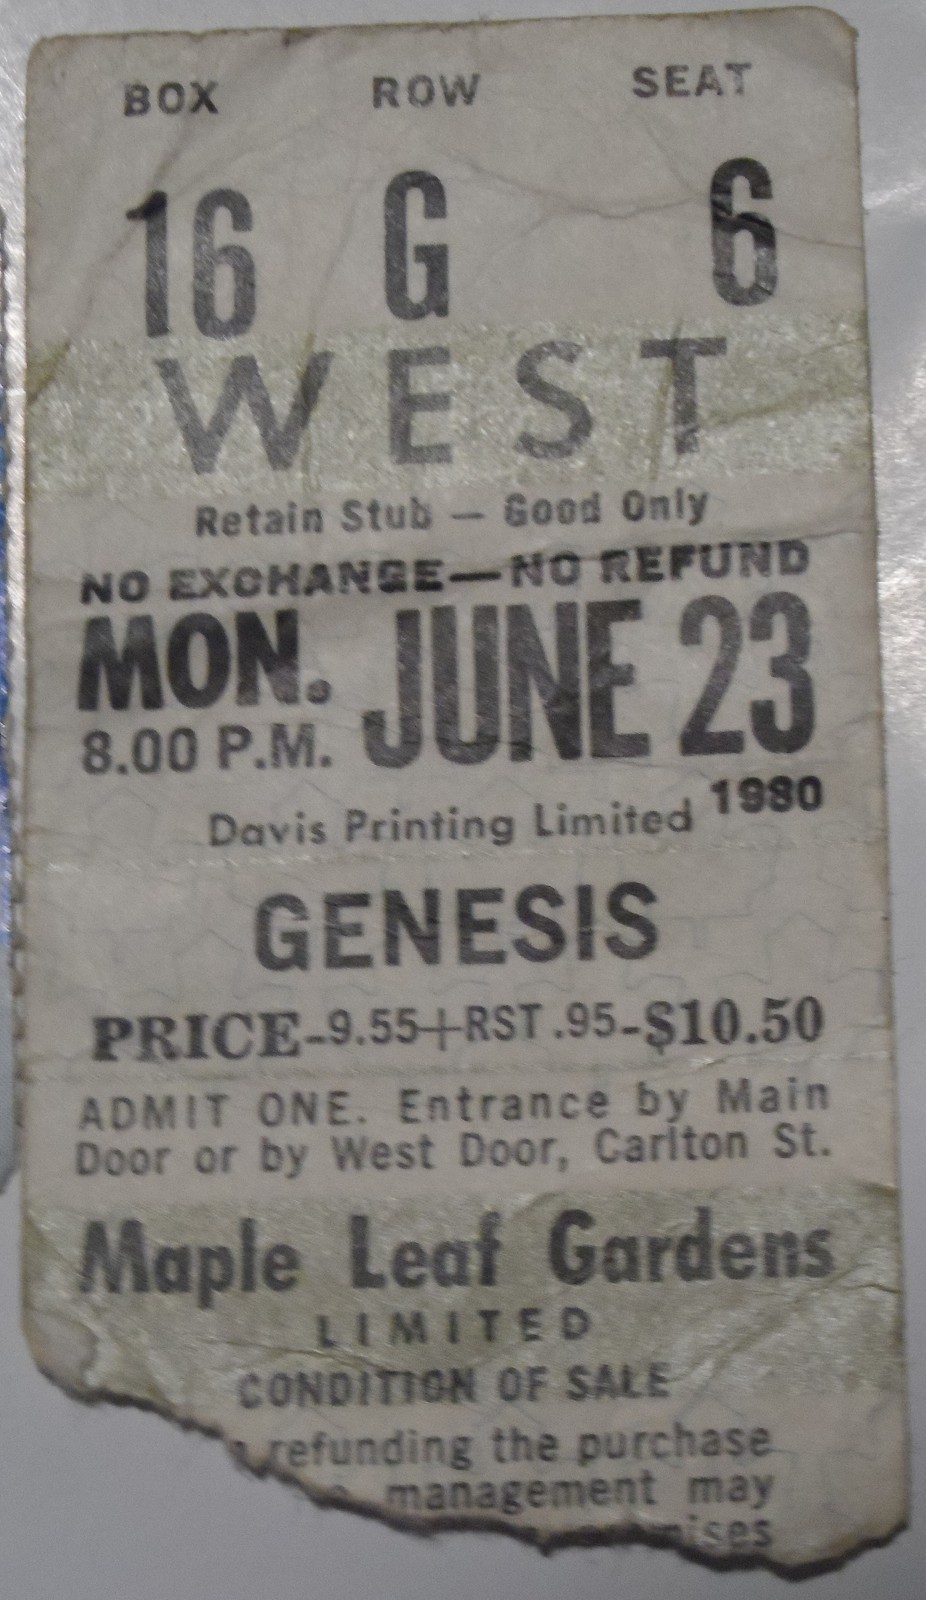 BOX ROW SEAT
16 G 6
WEST
Retain Stub — Good Only
NO EXCHANGE—NO REFUND
MON. JUNE 23
8.00 P.M.
1980
Davis Printing Limited
GENESIS
PRICE-9.55+RST .95-$10.50
ADMIT ONE. Entrance by Main
Door or by West Door, Carlton St.
Maple Leaf Gardens
LIMITED
CONDITION OF SALE
refunding the purchase
management may